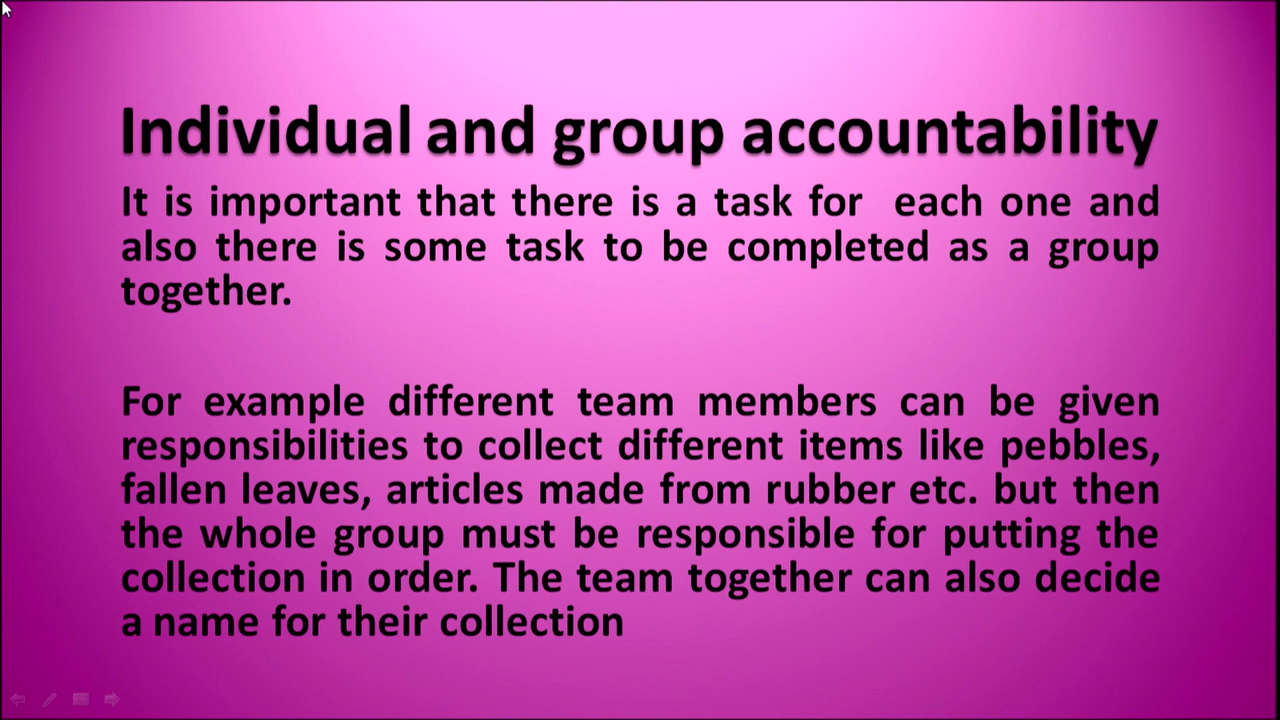 Individual and group accountability
It is important that there is a task for each one and
also there is some task to be completed as a group
together.
For example different team members can be given
responsibilities to collect different items like pebbles,
fallen leaves, articles made from rubber etc. but then
the whole group must be responsible for putting the
collection in order. The team together can also decide
a name for their collection